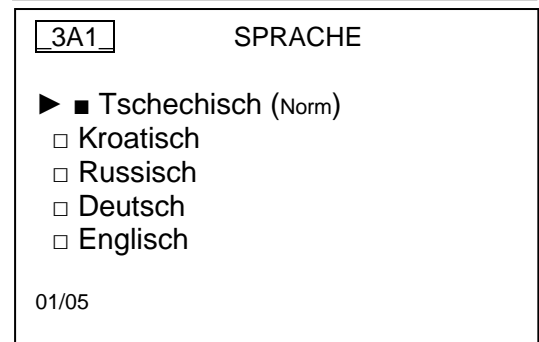 _3A1_ SPRACHE
► ■ Tschechisch (Norm)
□ Kroatisch
□ Russisch
□ Deutsch
□ Englisch
01/05